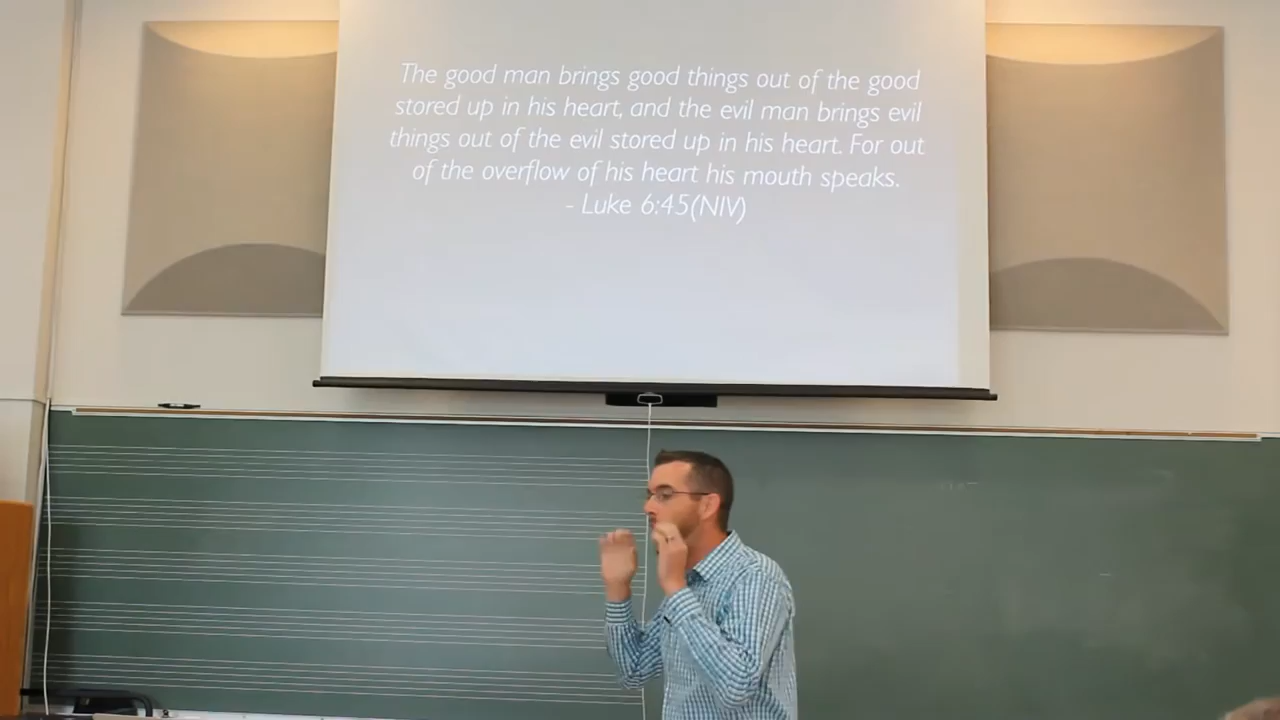 The good man brings good things out of the good
stored up in his heart, and the evil man brings evil
things out of the evil stored up in his heart. For out
of the overflow of his heart his mouth speaks.
- Luke 6:45(NIV)